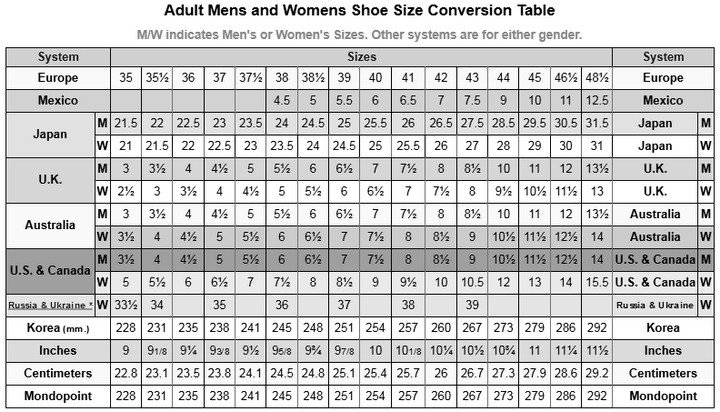 Adult Mens and Womens Shoe Size Conversion Table
M/W indicates Men's or Women's Sizes. Other systems are for either gender.
System Sizes System
Europe 35 35½ 36 37 37½ 38 38½ 39 40 41 42 43 44 45 46½ 48½ Europe
Mexico 4.5 5 5.5 6 6.5 7 7.5 9 10 11 12.5 Mexico
Japan M 21.5 22 22.5 23 23.5 24 24.5 25 25.5 26 26.5 27.5 28.5 29.5 30.5 31.5 Japan M
W 21 21.5 22 22.5 23 23.5 24 24.5 25 25.5 26 27 28 29 30 31 Japan W
U.K. M 3 3½ 4 4½ 5 5½ 6 6½ 7 7½ 8 8½ 10 11 12 13½ U.K. M
W 2½ 3 3½ 4 4½ 5 5½ 6 6½ 7 7½ 8 9½ 10½ 11½ 13 U.K. W
Australia M 3 3½ 4 4½ 5 5½ 6 6½ 7 7½ 8 8½ 10 11 12 13½ Australia M
W 3½ 4 4½ 5 5½ 6 6½ 7 7½ 8 8½ 9 10½ 11½ 12½ 14 Australia W
U.S. & Canada M 3½ 4 4½ 5 5½ 6 6½ 7 7½ 8 8½ 9 10½ 11½ 12½ 14 U.S. & Canada M
W 5 5½ 6 6½ 7 7½ 8 8½ 9 9½ 10 10.5 12 13 14 15.5 U.S. & Canada W
Russia & Ukraine * W 33½ 34 35 36 37 38 39 Russia & Ukraine W
Korea (mm.) 228 231 235 238 241 245 248 251 254 257 260 267 273 279 286 292 Korea
Inches 9 9 1/8 9¼ 9 3/8 9½ 9 5/8 9¾ 9 7/8 10 10 1/8 10¼ 10½ 10¾ 11 11¼ 11½ Inches
Centimeters 22.8 23.1 23.5 23.8 24.1 24.5 24.8 25.1 25.4 25.7 26 26.7 27.3 27.9 28.6 29.2 Centimeters
Mondopoint 228 231 235 238 241 245 248 251 254 257 260 267 273 279 286 292 Mondopoint